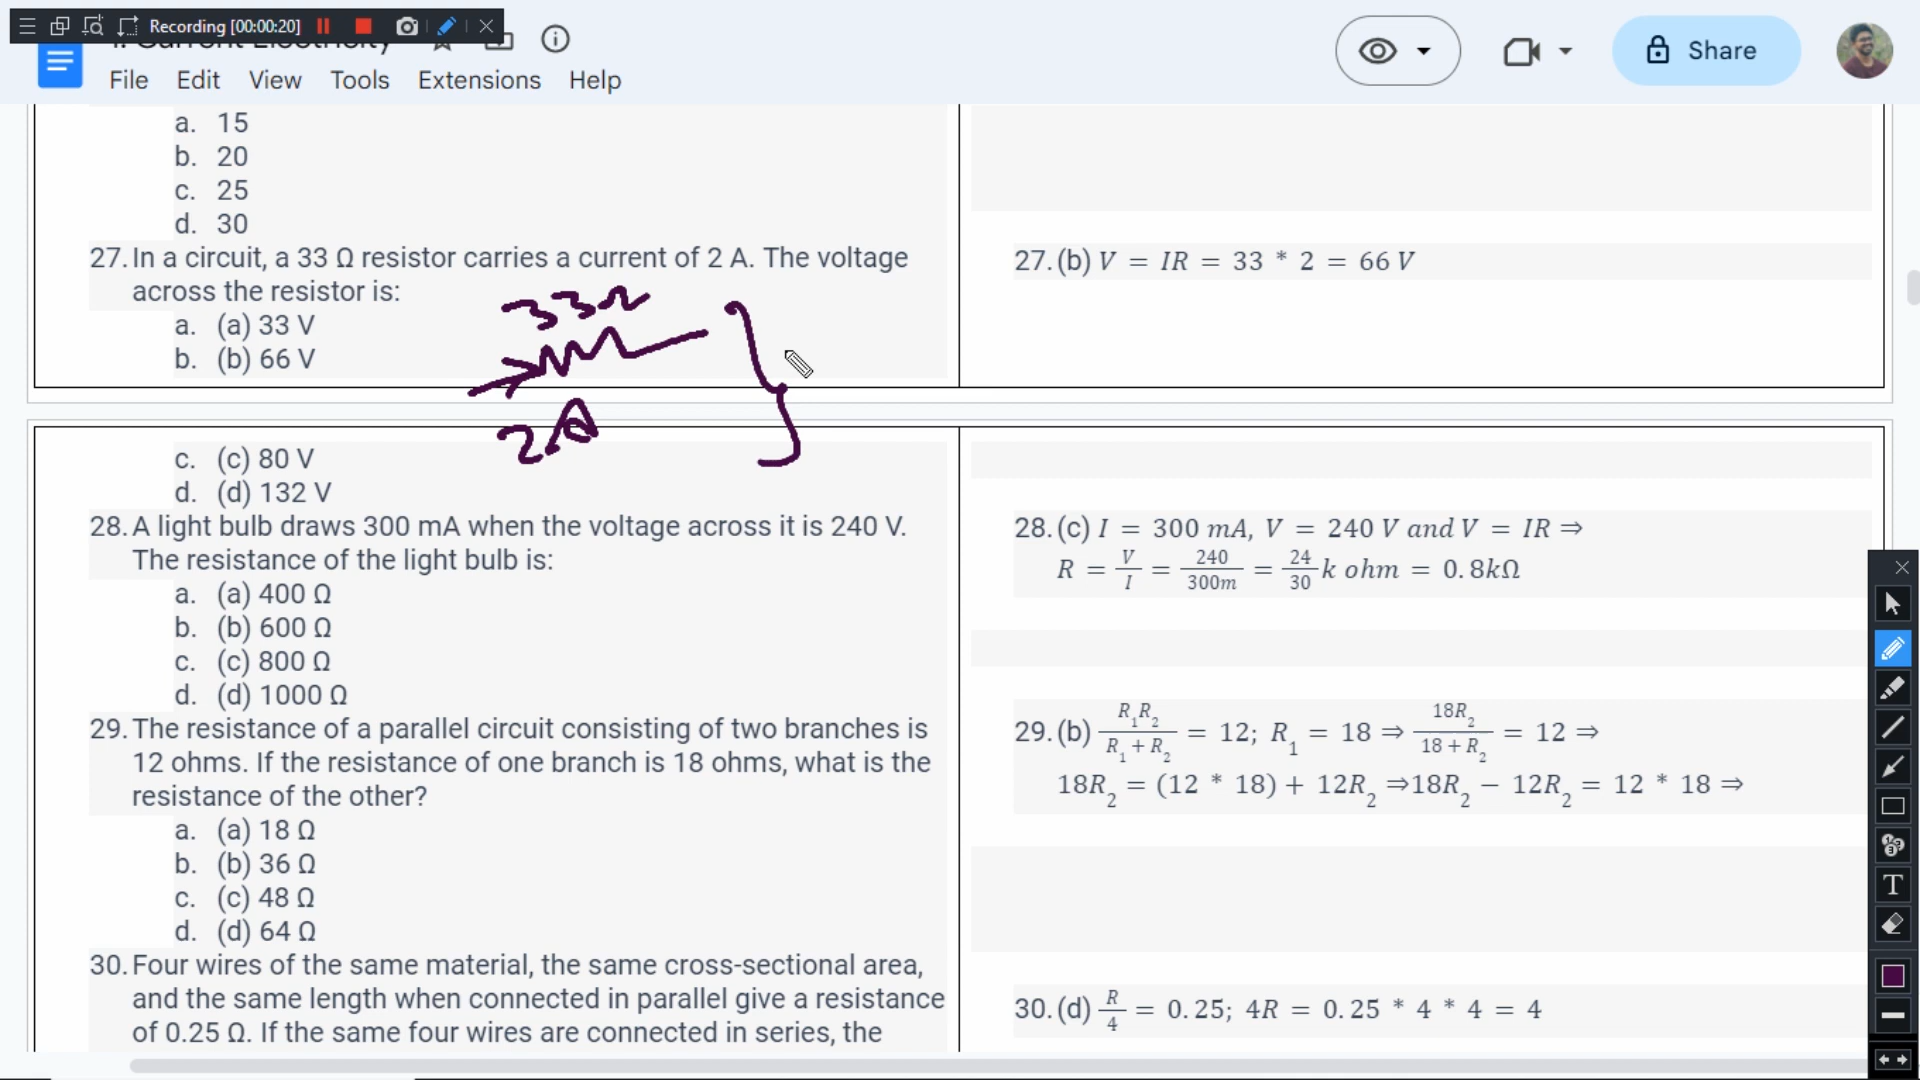 Recording [00:00:20]
File Edit View Tools Extensions Help
Share
a. 15
b. 20
c. 25
d. 30
27. In a circuit, a 33 Ω resistor carries a current of 2 A. The voltage
across the resistor is:
a. (a) 33 V
b. (b) 66 V
33Ω
2A
c. (c) 80 V
d. (d) 132 V
28. A light bulb draws 300 mA when the voltage across it is 240 V.
The resistance of the light bulb is:
a. (a) 400 Ω
b. (b) 600 Ω
c. (c) 800 Ω
d. (d) 1000 Ω
29. The resistance of a parallel circuit consisting of two branches is
12 ohms. If the resistance of one branch is 18 ohms, what is the
resistance of the other?
a. (a) 18 Ω
b. (b) 36 Ω
c. (c) 48 Ω
d. (d) 64 Ω
30. Four wires of the same material, the same cross-sectional area,
and the same length when connected in parallel give a resistance
of 0.25 Ω. If the same four wires are connected in series, the
27. (b) V = IR = 33 * 2 = 66 V
28. (c) I = 300 mA, V = 240 V and V = IR ⇒
R = V/I = 240/300m = 24/30 k ohm = 0.8kΩ
29. (b) R₁R₂/(R₁ + R₂) = 12; R₁ = 18 ⇒ 18R₂/(18 + R₂) = 12 ⇒
18R₂ = (12 * 18) + 12R₂ ⇒18R₂ − 12R₂ = 12 * 18 ⇒
30. (d) R/4 = 0.25; 4R = 0.25 * 4 * 4 = 4
T